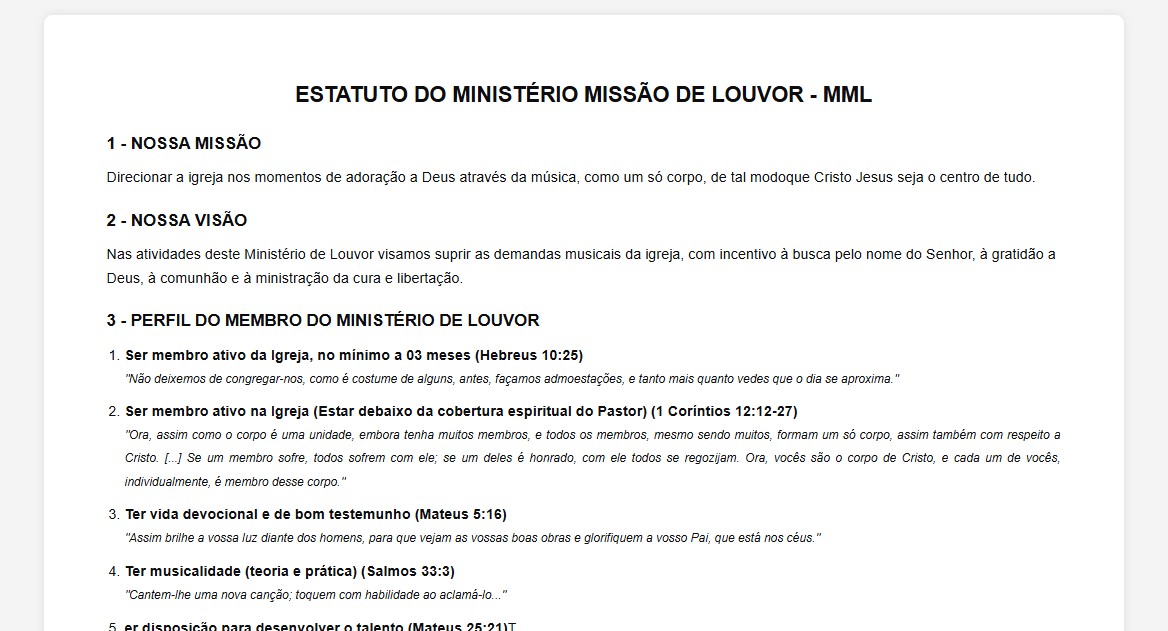 ESTATUTO DO MINISTÉRIO MISSÃO DE LOUVOR - MML
1 - NOSSA MISSÃO
Direcionar a igreja nos momentos de adoração a Deus através da música, como um só corpo, de tal modoque Cristo Jesus seja o centro de tudo.
2 - NOSSA VISÃO
Nas atividades deste Ministério de Louvor visamos suprir as demandas musicais da igreja, com incentivo à busca pelo nome do Senhor, à gratidão a
Deus, à comunhão e à ministração da cura e libertação.
3 - PERFIL DO MEMBRO DO MINISTÉRIO DE LOUVOR
1. Ser membro ativo da Igreja, no mínimo a 03 meses (Hebreus 10:25)
"Não deixemos de congregar-nos, como é costume de alguns, antes, façamos admoestações, e tanto mais quanto vedes que o dia se aproxima."
2. Ser membro ativo na Igreja (Estar debaixo da cobertura espiritual do Pastor) (1 Coríntios 12:12-27)
"Ora, assim como o corpo é uma unidade, embora tenha muitos membros, e todos os membros, mesmo sendo muitos, formam um só corpo, assim também com respeito a
Cristo. [...] Se um membro sofre, todos sofrem com ele; se um deles é honrado, com ele todos se regozijam. Ora, vocês são o corpo de Cristo, e cada um de vocês,
individualmente, é membro desse corpo."
3. Ter vida devocional e de bom testemunho (Mateus 5:16)
"Assim brilhe a vossa luz diante dos homens, para que vejam as vossas boas obras e glorifiquem a vosso Pai, que está nos céus."
4. Ter musicalidade (teoria e prática) (Salmos 33:3)
"Cantem-lhe uma nova canção; toquem com habilidade ao aclamá-lo..."
5. er disposição para desenvolver o talento (Mateus 25:21)T